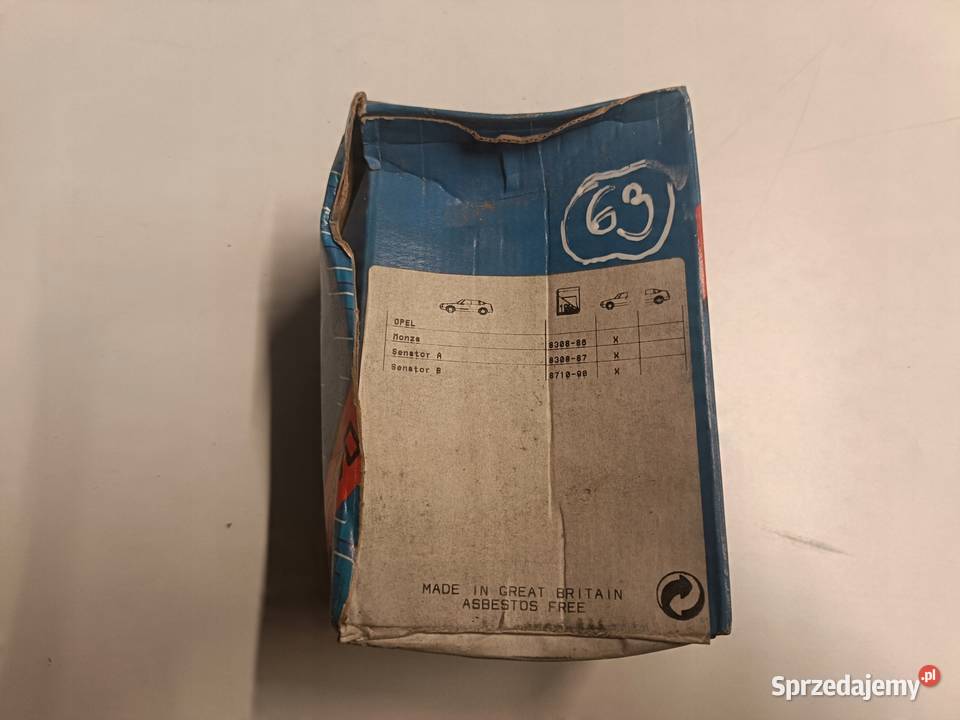 63
OPEL
Monza 8308-86 X
Senator A 8308-87 X
Senator B 8710-90 X
MADE IN GREAT BRITAIN
ASBESTOS FREE
Sprzedajemy.pl